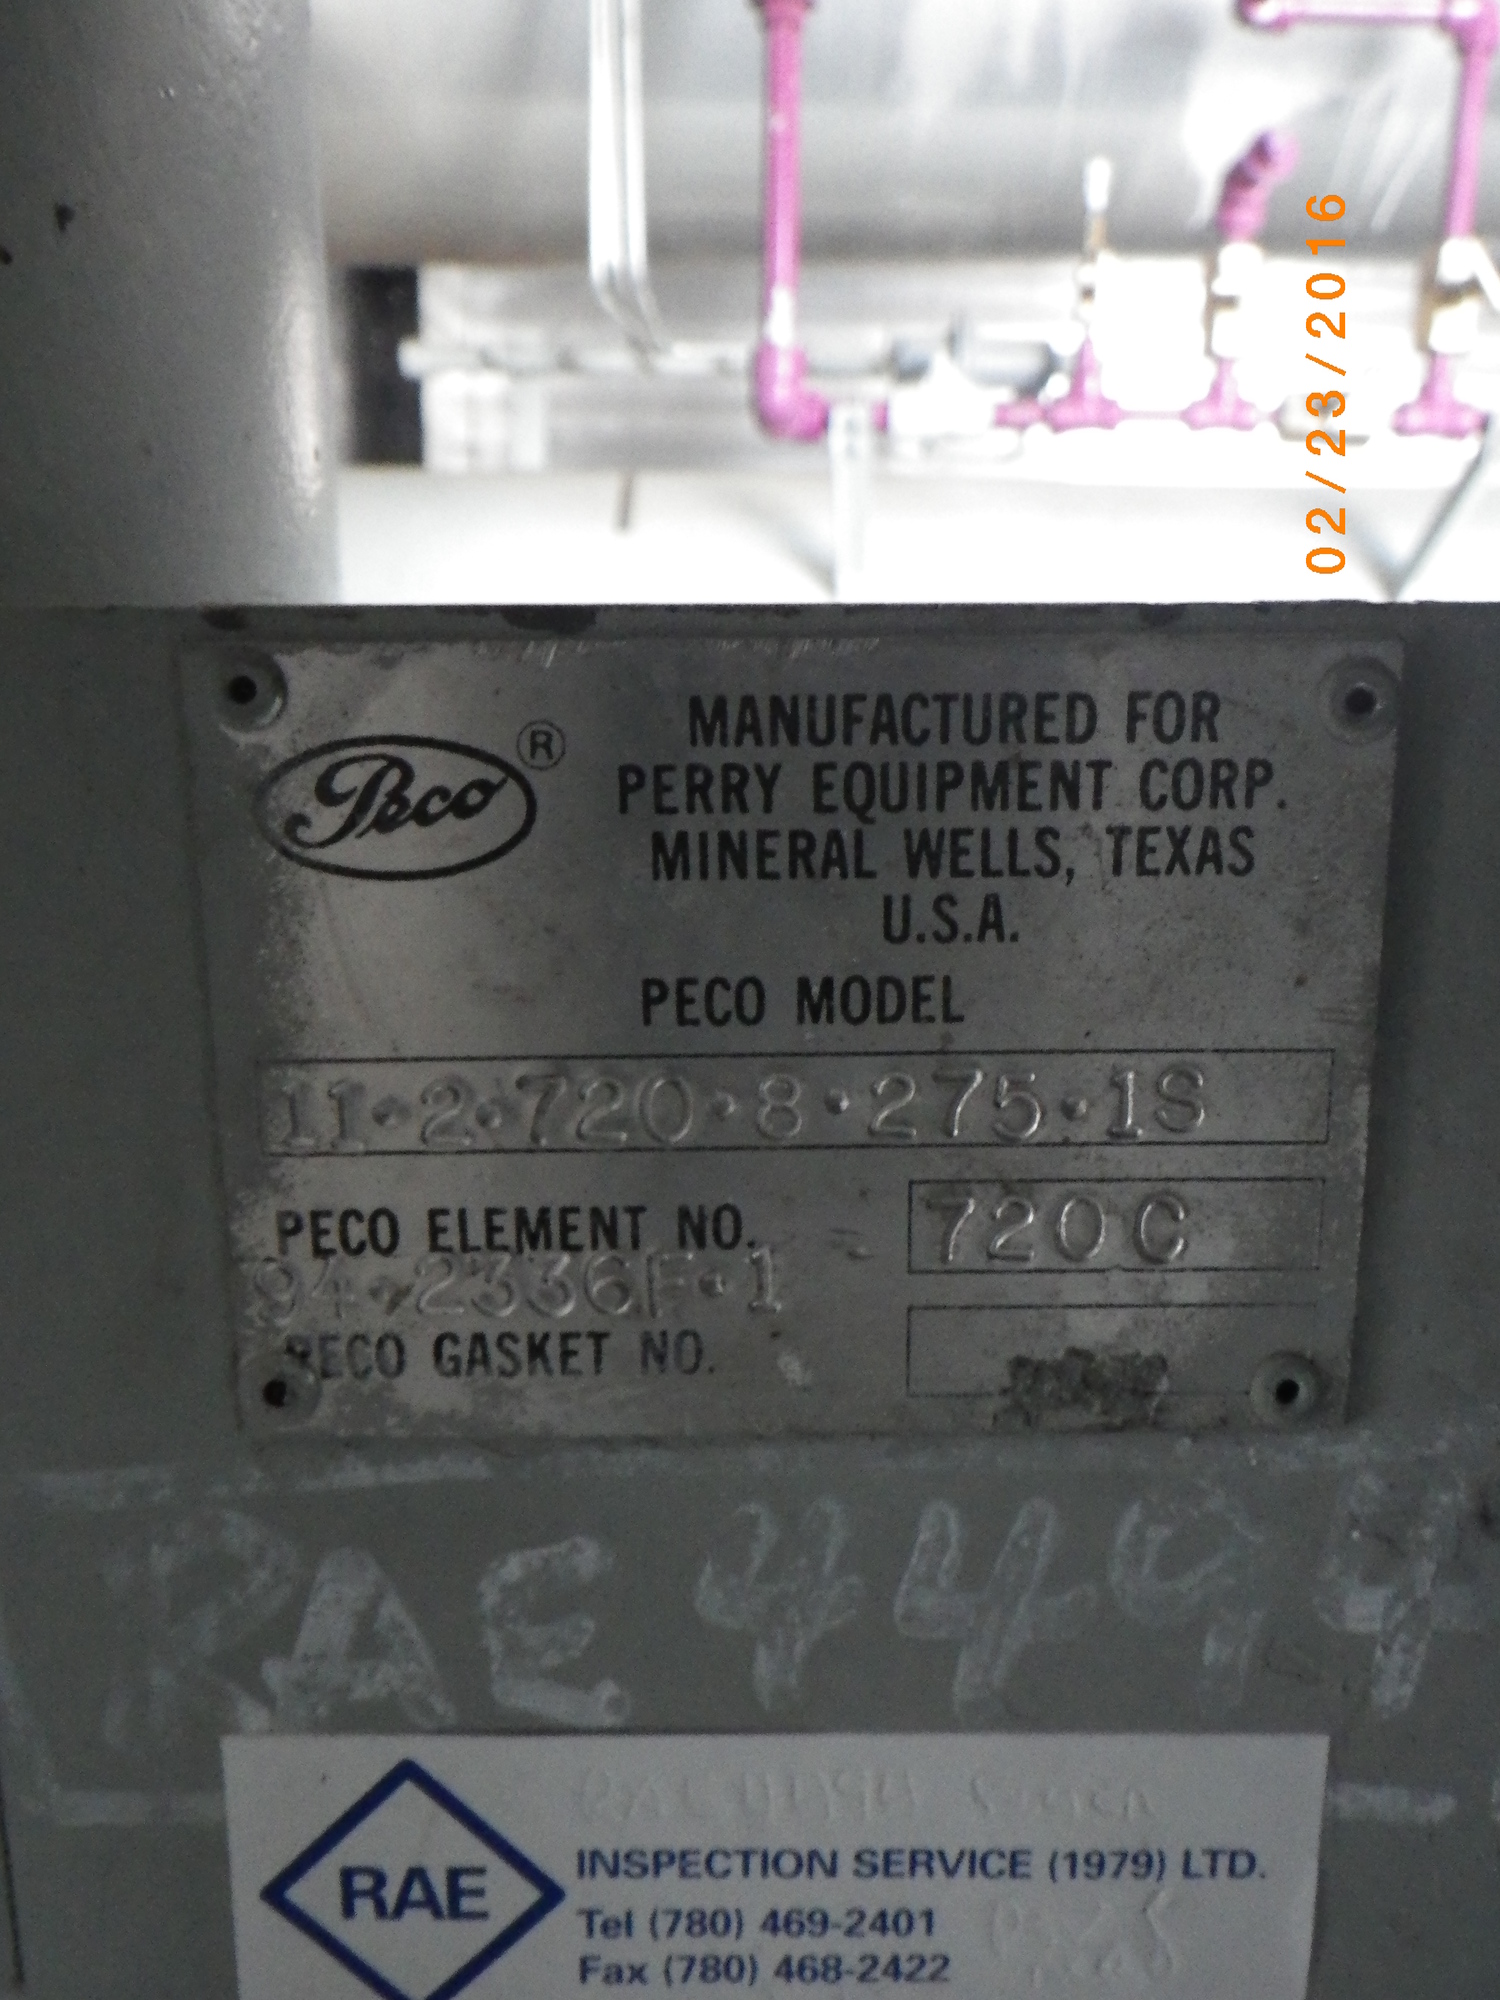 02/23/2016
Peco ®
MANUFACTURED FOR
PERRY EQUIPMENT CORP.
MINERAL WELLS, TEXAS
U.S.A.
PECO MODEL
11•2•720•8•275•1S
PECO ELEMENT NO. 720C
94•2336F•1
PECO GASKET NO.
RAE 4494
RAE
INSPECTION SERVICE (1979) LTD.
Tel (780) 469-2401
Fax (780) 468-2422